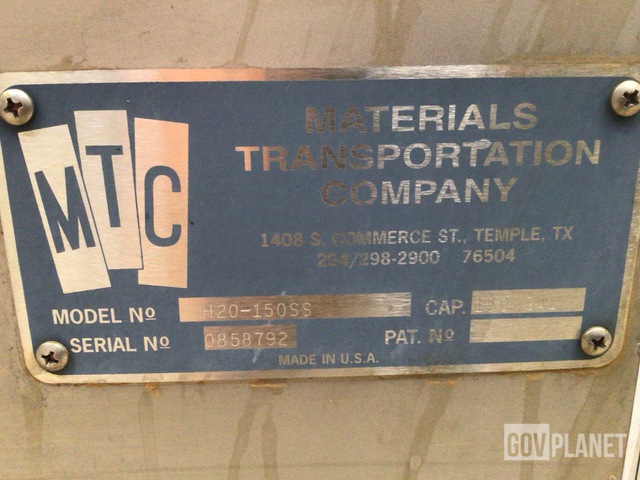 MTC
MATERIALS
TRANSPORTATION
COMPANY
1408 S. COMMERCE ST., TEMPLE, TX
254/298-2900 76504
MODEL Nº H20-150SS CAP.
SERIAL Nº 0858792 PAT. Nº
MADE IN U.S.A.
GOVPLANET